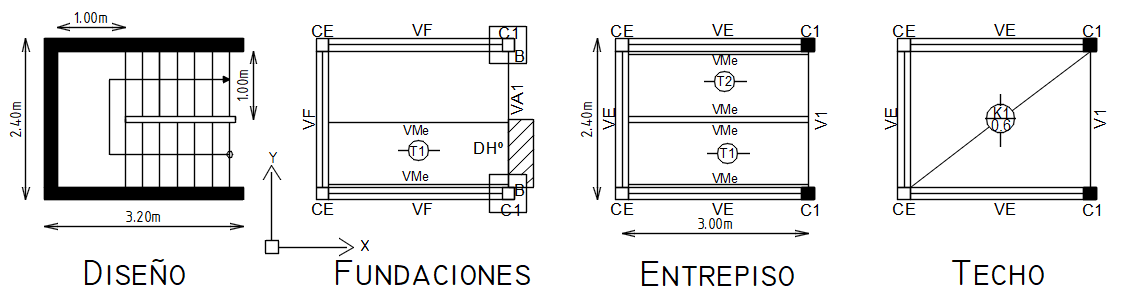 1.00m
2.40m
1.00m
3.20m
Y
X
DISEÑO
CE
VF
C1
B
VF
VA1
VMe
T1
DHº
VMe
B
CE
VF
C1
FUNDACIONES
CE
VE
C1
VMe
T2
2.40m
VE
VMe
VMe
V1
T1
VMe
CE
VE
C1
3.00m
ENTREPISO
CE
VE
C1
VE
K1
0.6
V1
CE
VE
C1
TECHO